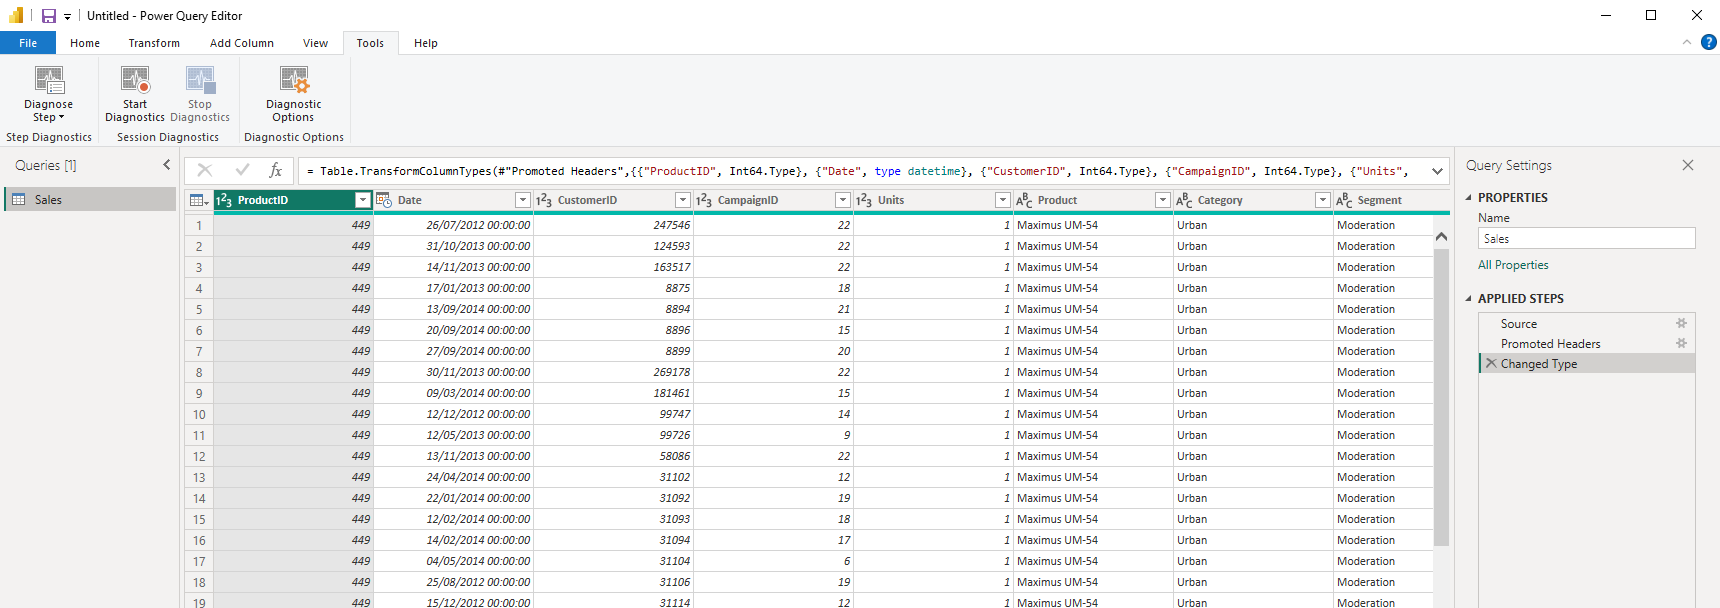 Untitled - Power Query Editor
File Home Transform Add Column View Tools Help
?
Diagnose Step Start Diagnostics Stop Diagnostics Diagnostic Options
Step Diagnostics Session Diagnostics Diagnostic Options
Queries [1]
Sales
fx = Table.TransformColumnTypes(#"Promoted Headers",{{"ProductID", Int64.Type}, {"Date", type datetime}, {"CustomerID", Int64.Type}, {"CampaignID", Int64.Type}, {"Units",
123 ProductID Date 123 CustomerID 123 CampaignID 123 Units ABC Product ABC Category ABC Segment
1 449 26/07/2012 00:00:00 247546 22 1 Maximus UM-54 Urban Moderation
2 449 31/10/2013 00:00:00 124593 22 1 Maximus UM-54 Urban Moderation
3 449 14/11/2013 00:00:00 163517 22 1 Maximus UM-54 Urban Moderation
4 449 17/01/2013 00:00:00 8875 18 1 Maximus UM-54 Urban Moderation
5 449 13/09/2014 00:00:00 8894 21 1 Maximus UM-54 Urban Moderation
6 449 20/09/2014 00:00:00 8896 15 1 Maximus UM-54 Urban Moderation
7 449 27/09/2014 00:00:00 8899 20 1 Maximus UM-54 Urban Moderation
8 449 30/11/2013 00:00:00 269178 22 1 Maximus UM-54 Urban Moderation
9 449 09/03/2014 00:00:00 181461 15 1 Maximus UM-54 Urban Moderation
10 449 12/12/2012 00:00:00 99747 14 1 Maximus UM-54 Urban Moderation
11 449 12/05/2013 00:00:00 99726 9 1 Maximus UM-54 Urban Moderation
12 449 13/11/2013 00:00:00 58086 22 1 Maximus UM-54 Urban Moderation
13 449 24/04/2014 00:00:00 31102 12 1 Maximus UM-54 Urban Moderation
14 449 22/01/2014 00:00:00 31092 19 1 Maximus UM-54 Urban Moderation
15 449 12/02/2014 00:00:00 31093 18 1 Maximus UM-54 Urban Moderation
16 449 14/02/2014 00:00:00 31094 17 1 Maximus UM-54 Urban Moderation
17 449 04/05/2014 00:00:00 31104 6 1 Maximus UM-54 Urban Moderation
18 449 25/08/2012 00:00:00 31106 19 1 Maximus UM-54 Urban Moderation
19 449 15/12/2012 00:00:00 31114 12 1 Maximus UM-54 Urban Moderation
Query Settings
PROPERTIES
Name
Sales
All Properties
APPLIED STEPS
Source
Promoted Headers
Changed Type